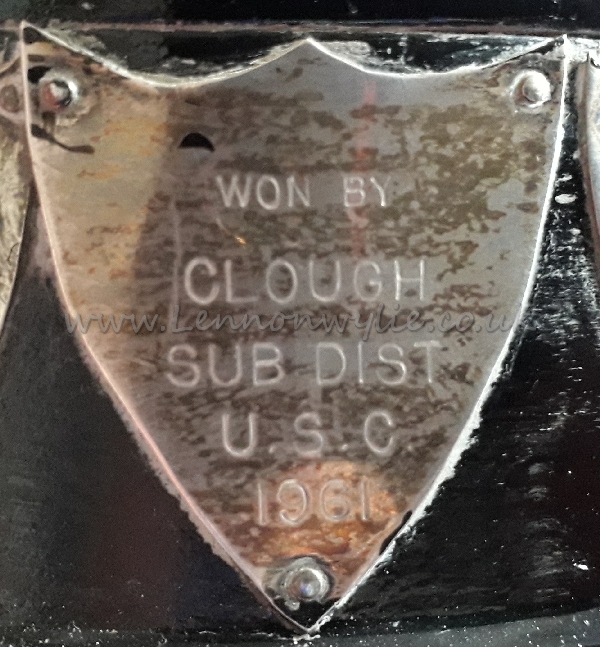 WON BY
CLOUGH
www.Lennonwylie.co.uk
SUB DIST
U.S.C
1961